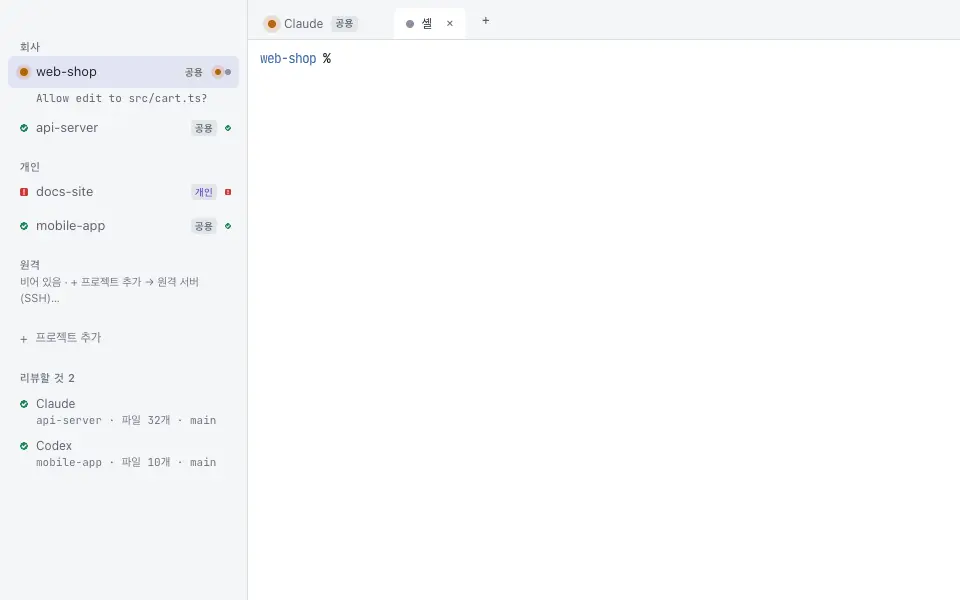 회사
web-shop 공용
Allow edit to src/cart.ts?
api-server 공용
개인
docs-site 개인
mobile-app 공용
원격
비어 있음 · + 프로젝트 추가 → 원격 서버
(SSH)...
+ 프로젝트 추가
리뷰할 것 2
Claude
api-server · 파일 32개 · main
Codex
mobile-app · 파일 10개 · main
Claude 공용 셸 × +
web-shop %